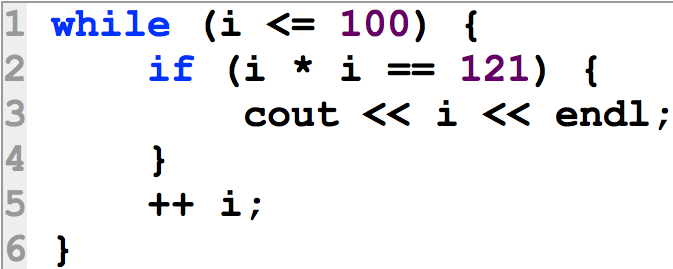 1 while (i <= 100) {
2     if (i * i == 121) {
3         cout << i << endl;
4     }
5     ++ i;
6 }